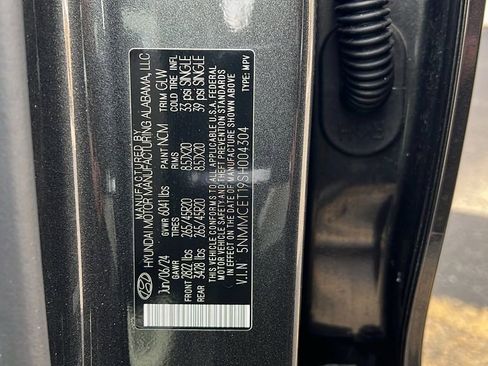 MANUFACTURED BY
HYUNDAI MOTOR MANUFACTURING ALABAMA, LLC
Jun/06/24 GVWR 6041 lbs PAINT NCM TRIM GLW
GAWR TIRES RIMS COLD TIRE INFL
FRONT 2822 lbs 265/45R20 8.5JX20 33 psi SINGLE
REAR 3428 lbs 265/45R20 8.5JX20 39 psi SINGLE
THIS VEHICLE CONFORMS TO ALL APPLICABLE U.S.A. FEDERAL
MOTOR VEHICLE SAFETY AND THEFT PREVENTION STANDARDS
IN EFFECT ON THE DATE OF MANUFACTURE SHOWN ABOVE
V.I.N 5NMMCET19SH004304 TYPE: MPV